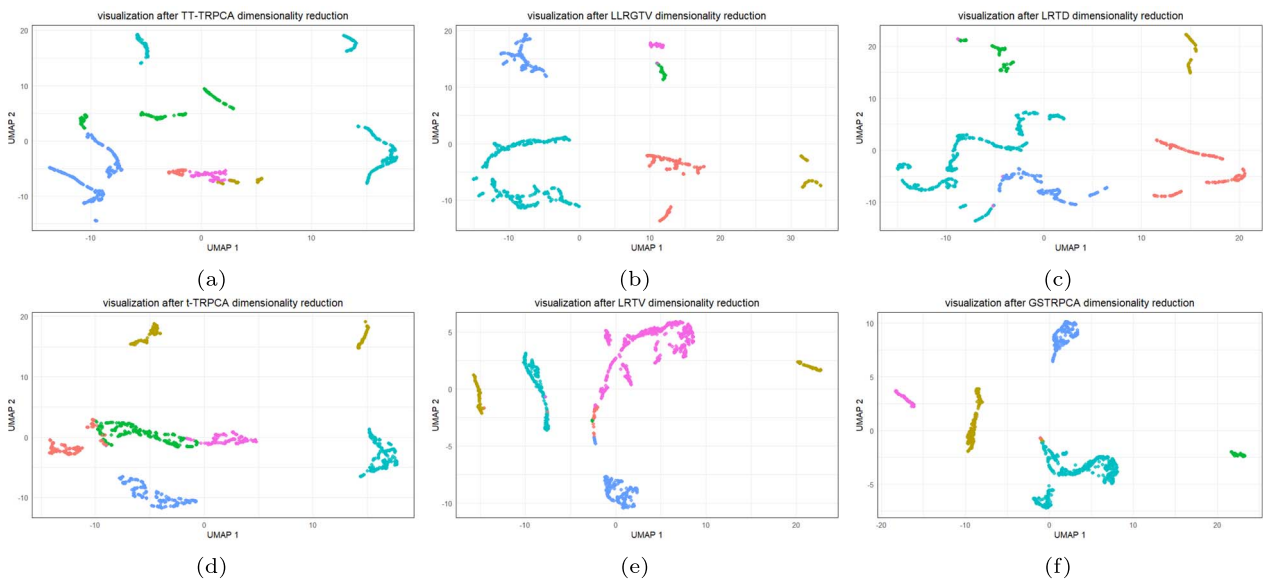 visualization after TT-TRPCA dimensionality reduction
UMAP 2
20
10
0
-10
-10
0
10
UMAP 1
(a)
visualization after LLRGTV dimensionality reduction
UMAP 2
20
10
0
-10
-10
0
10
20
30
UMAP 1
(b)
visualization after LRTD dimensionality reduction
UMAP 2
20
10
0
-10
-10
0
10
20
UMAP 1
(c)
visualization after t-TRPCA dimensionality reduction
UMAP 2
20
10
0
-10
-10
0
10
UMAP 1
(d)
visualization after LRTV dimensionality reduction
UMAP 2
5
0
-5
-10
-10
0
10
20
UMAP 1
(e)
visualization after GSTRPCA dimensionality reduction
UMAP 2
10
5
0
-5
-20
-10
0
10
20
UMAP 1
(f)